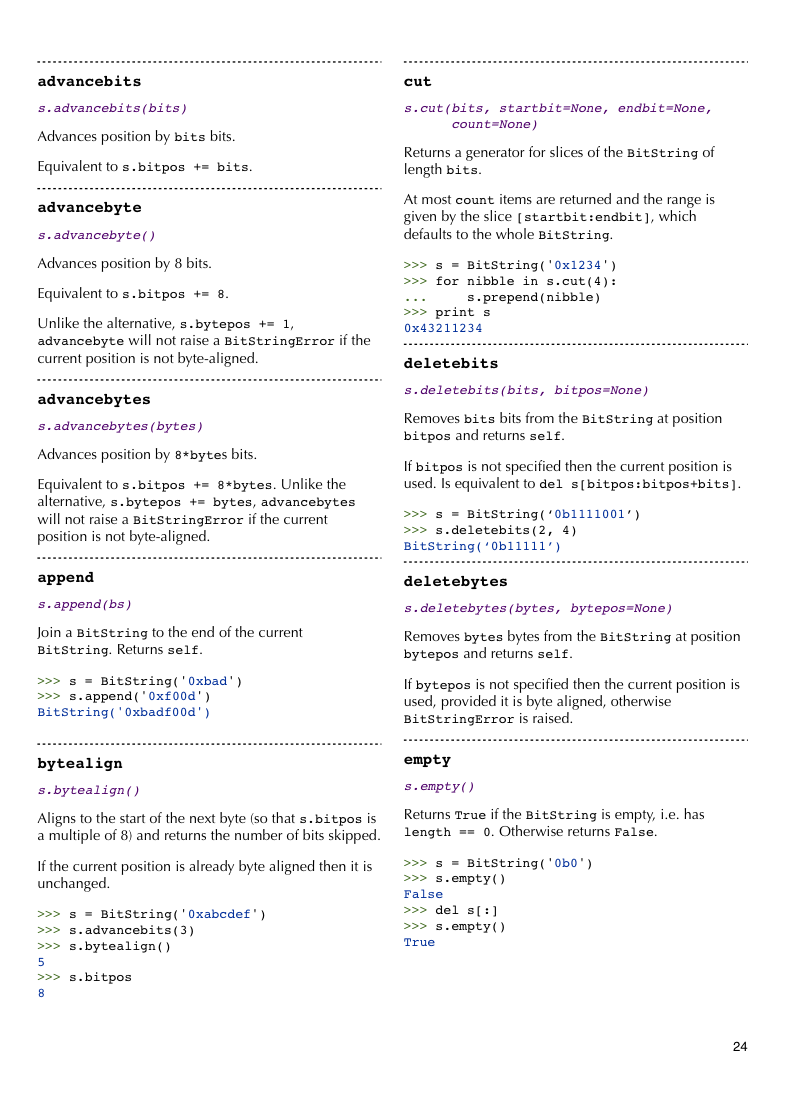 advancebits
s.advancebits(bits)
Advances position by bits bits.
Equivalent to s.bitpos += bits.
advancebyte
s.advancebyte()
Advances position by 8 bits.
Equivalent to s.bitpos += 8.
Unlike the alternative, s.bytepos += 1,
advancebyte will not raise a BitStringError if the
current position is not byte-aligned.
advancebytes
s.advancebytes(bytes)
Advances position by 8*bytes bits.
Equivalent to s.bitpos += 8*bytes. Unlike the
alternative, s.bytepos += bytes, advancebytes
will not raise a BitStringError if the current
position is not byte-aligned.
append
s.append(bs)
Join a BitString to the end of the current
BitString. Returns self.
>>> s = BitString('0xbad')
>>> s.append('0xf00d')
BitString('0xbadf00d')
bytealign
s.bytealign()
Aligns to the start of the next byte (so that s.bitpos is
a multiple of 8) and returns the number of bits skipped.
If the current position is already byte aligned then it is
unchanged.
>>> s = BitString('0xabcdef')
>>> s.advancebits(3)
>>> s.bytealign()
5
>>> s.bitpos
8
cut
s.cut(bits, startbit=None, endbit=None,
count=None)
Returns a generator for slices of the BitString of
length bits.
At most count items are returned and the range is
given by the slice [startbit:endbit], which
defaults to the whole BitString.
>>> s = BitString('0x1234')
>>> for nibble in s.cut(4):
...     s.prepend(nibble)
>>> print s
0x43211234
deletebits
s.deletebits(bits, bitpos=None)
Removes bits bits from the BitString at position
bitpos and returns self.
If bitpos is not specified then the current position is
used. Is equivalent to del s[bitpos:bitpos+bits].
>>> s = BitString(‘0b1111001’)
>>> s.deletebits(2, 4)
BitString(‘0b11111’)
deletebytes
s.deletebytes(bytes, bytepos=None)
Removes bytes bytes from the BitString at position
bytepos and returns self.
If bytepos is not specified then the current position is
used, provided it is byte aligned, otherwise
BitStringError is raised.
empty
s.empty()
Returns True if the BitString is empty, i.e. has
length == 0. Otherwise returns False.
>>> s = BitString('0b0')
>>> s.empty()
False
>>> del s[:]
>>> s.empty()
True
24